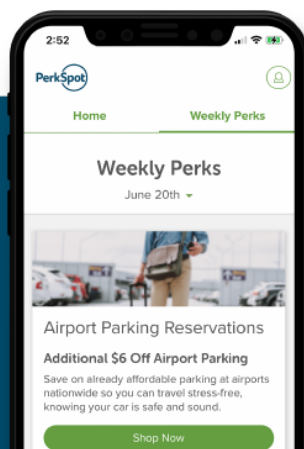 2:52
PerkSpot
Home Weekly Perks
Weekly Perks
June 20th
Airport Parking Reservations
Additional $6 Off Airport Parking
Save on already affordable parking at airports
nationwide so you can travel stress-free,
knowing your car is safe and sound.
Shop Now